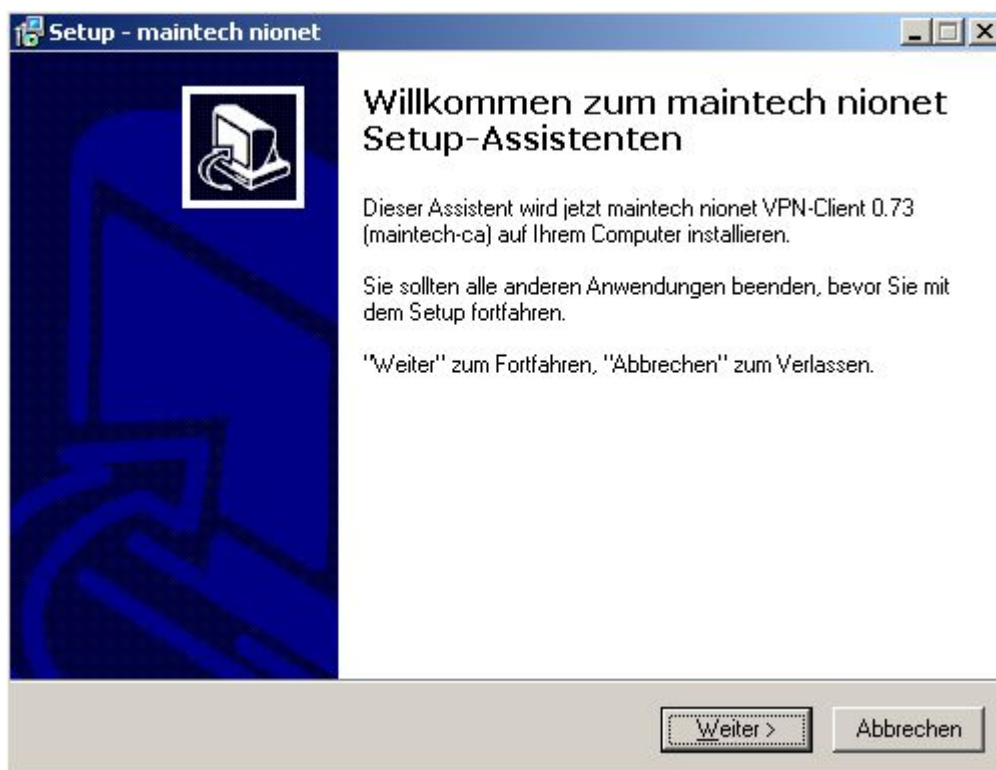 Setup - maintech nionet
Willkommen zum maintech nionet
Setup-Assistenten
Dieser Assistent wird jetzt maintech nionet VPN-Client 0.73
(maintech-ca) auf Ihrem Computer installieren.
Sie sollten alle anderen Anwendungen beenden, bevor Sie mit
dem Setup fortfahren.
"Weiter" zum Fortfahren, "Abbrechen" zum Verlassen.
Weiter >
Abbrechen